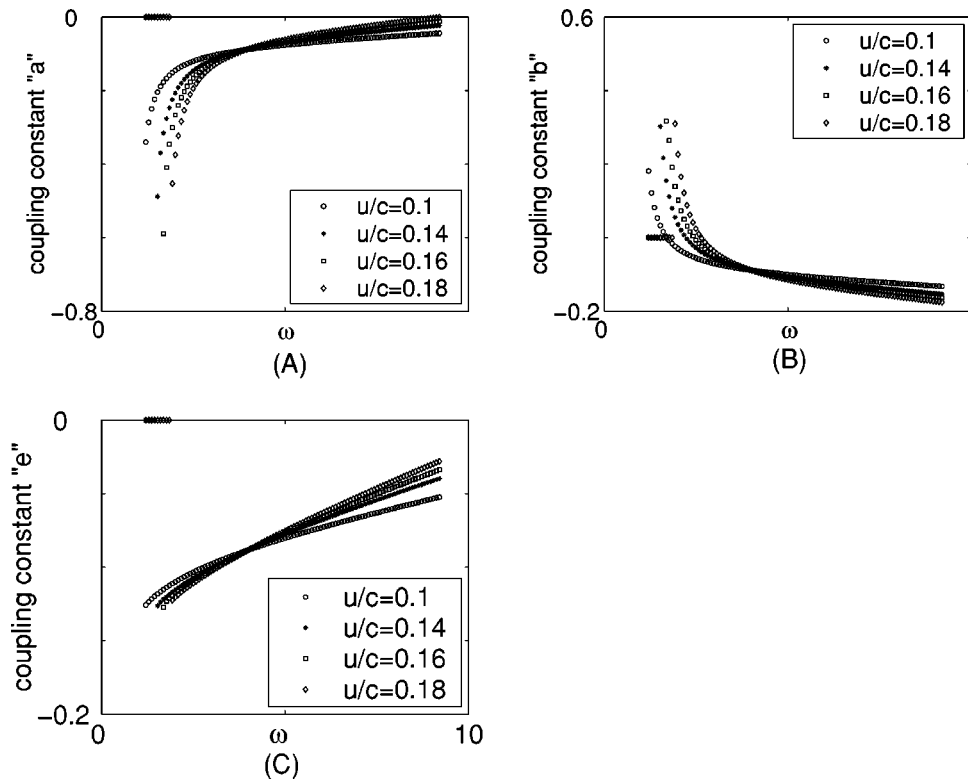 0
coupling constant "a"
u/c=0.1
u/c=0.14
u/c=0.16
u/c=0.18
−0.8
0
ω
(A)
0.6
coupling constant "b"
u/c=0.1
u/c=0.14
u/c=0.16
u/c=0.18
−0.2
0
ω
(B)
0
coupling constant "e"
u/c=0.1
u/c=0.14
u/c=0.16
u/c=0.18
−0.2
0
ω
10
(C)